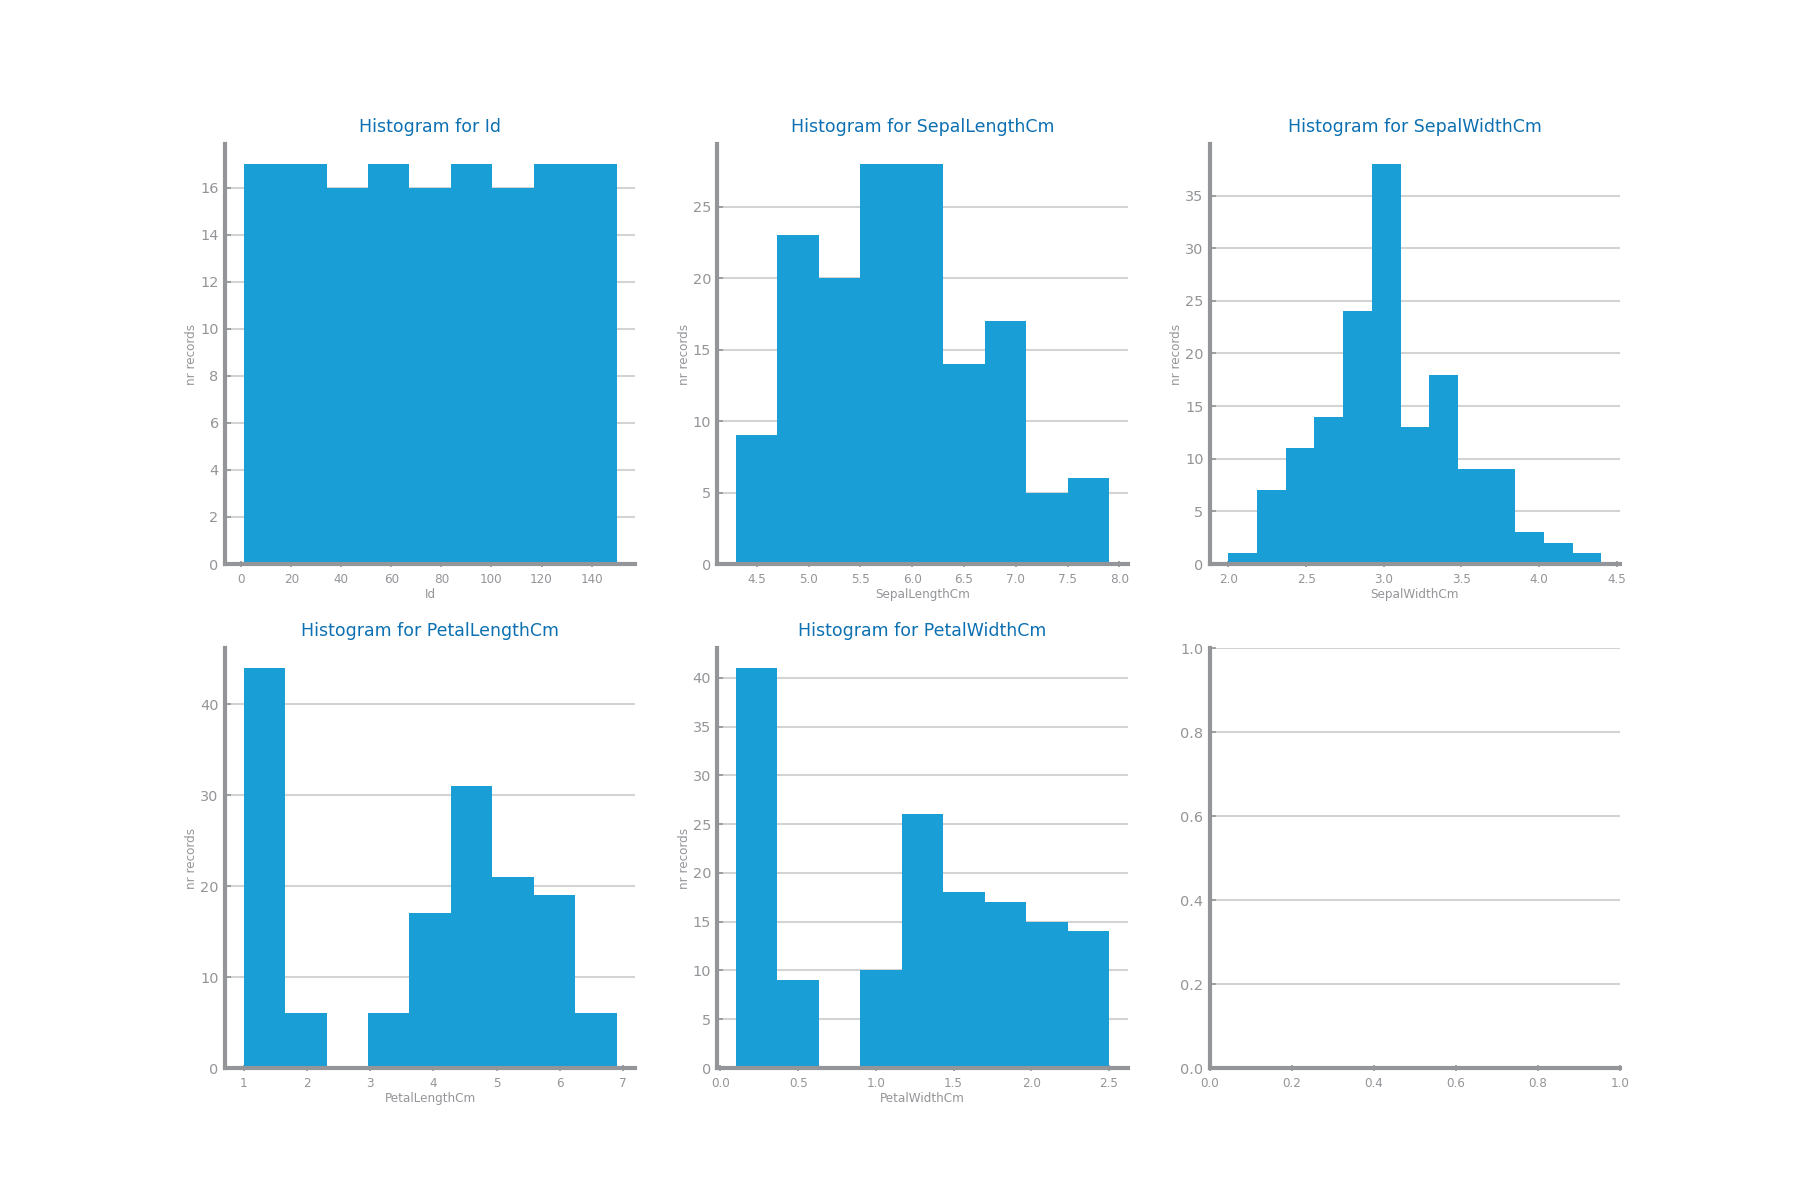 Histogram for Id
nr records
16
14
12
10
8
6
4
2
0
0 20 40 60 80 100 120 140
Id
Histogram for SepalLengthCm
nr records
25
20
15
10
5
0
4.5 5.0 5.5 6.0 6.5 7.0 7.5 8.0
SepalLengthCm
Histogram for SepalWidthCm
nr records
35
30
25
20
15
10
5
0
2.0 2.5 3.0 3.5 4.0 4.5
SepalWidthCm
Histogram for PetalLengthCm
nr records
40
30
20
10
0
1 2 3 4 5 6 7
PetalLengthCm
Histogram for PetalWidthCm
nr records
40
35
30
25
20
15
10
5
0
0.0 0.5 1.0 1.5 2.0 2.5
PetalWidthCm
1.0
0.8
0.6
0.4
0.2
0.0
0.0 0.2 0.4 0.6 0.8 1.0